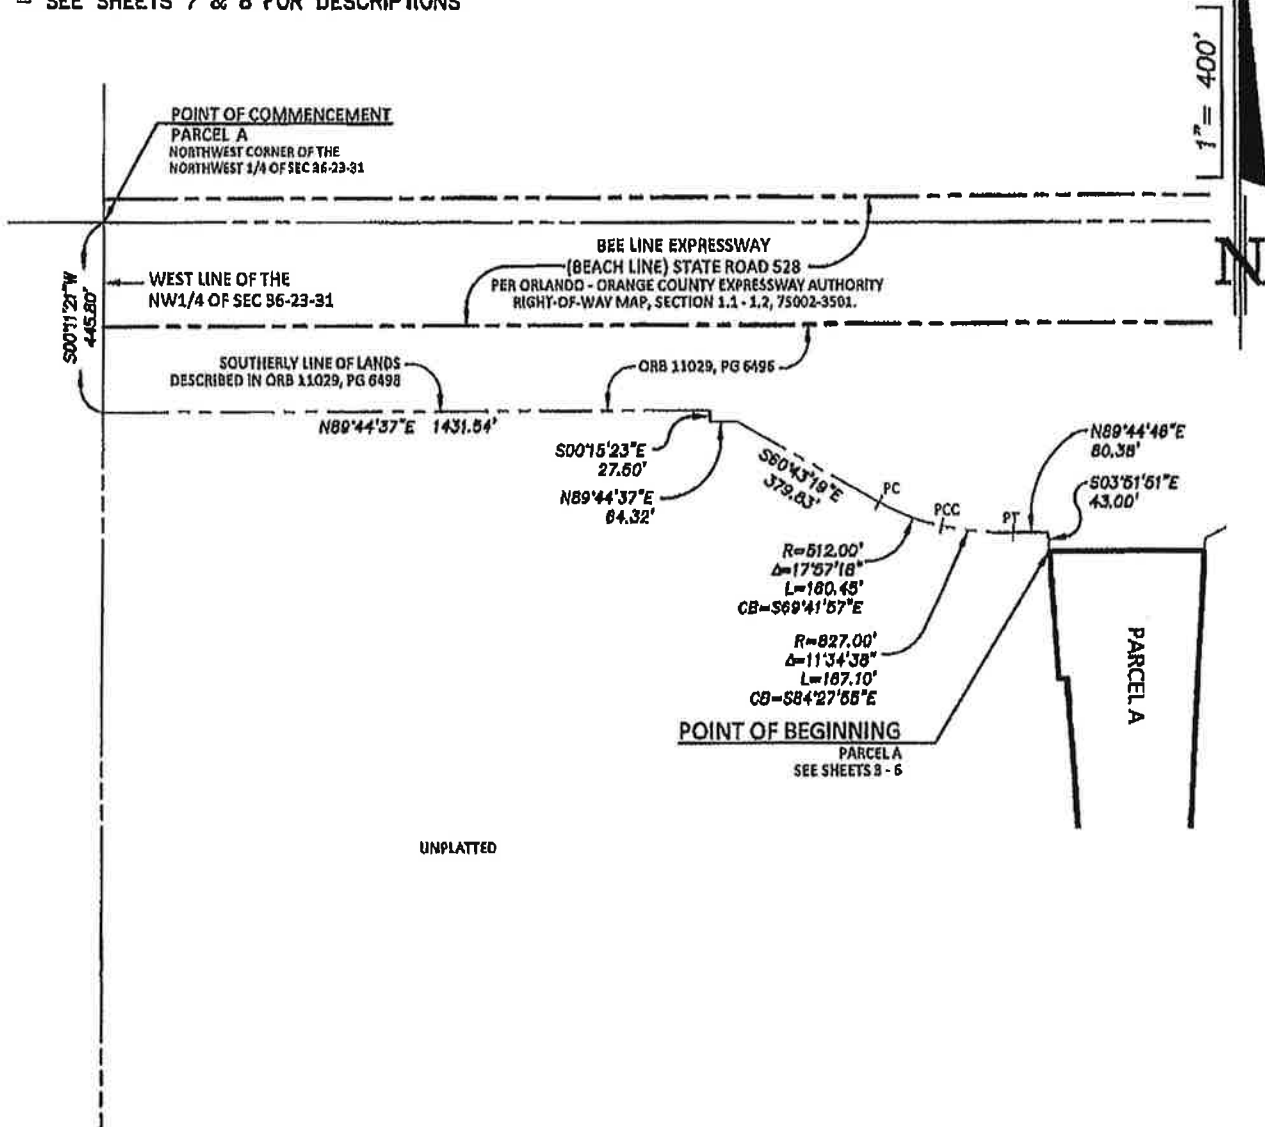 SEE SHEETS 7 & 8 FOR DESCRIPTIONS
1"= 400'
N
POINT OF COMMENCEMENT
PARCEL A
NORTHWEST CORNER OF THE
NORTHWEST 1/4 OF SEC 36-23-31
S00°11'27"W
445.80'
WEST LINE OF THE
NW1/4 OF SEC 36-23-31
BEE LINE EXPRESSWAY
(BEACH LINE) STATE ROAD 528
PER ORLANDO - ORANGE COUNTY EXPRESSWAY AUTHORITY
RIGHT-OF-WAY MAP, SECTION 1.1 - 1.2, 75002-3501.
SOUTHERLY LINE OF LANDS
DESCRIBED IN ORB 11029, PG 6498
ORB 11029, PG 6496
N89°44'37"E 1431.54'
S00°15'23"E
27.50'
N89°44'37"E
64.32'
S60°43'19"E
379.83'
PC
PCC
PT
N89°44'46"E
80.38'
S03°51'51"E
43.00'
R=512.00'
Δ=17°57'16"
L=160.45'
CB=S69°41'57"E
R=827.00'
Δ=11°34'38"
L=167.10'
CB=S84°27'55"E
POINT OF BEGINNING
PARCEL A
SEE SHEETS 3 - 6
PARCEL A
UNPLATTED